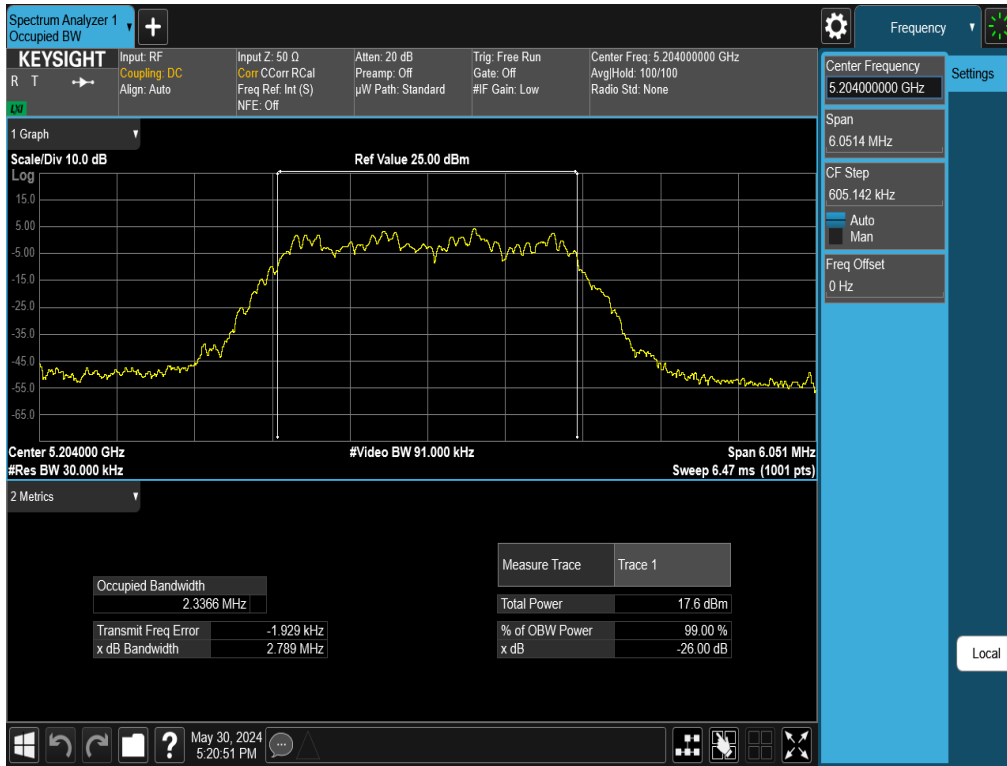 Spectrum Analyzer 1
Occupied BW
Frequency
KEYSIGHT
R T
LXI
Input: RF
Coupling: DC
Align: Auto
Input Z: 50 Ω
Corr CCorr RCal
Freq Ref: Int (S)
NFE: Off
Atten: 20 dB
Preamp: Off
µW Path: Standard
Trig: Free Run
Gate: Off
#IF Gain: Low
Center Freq: 5.204000000 GHz
Avg|Hold: 100/100
Radio Std: None
Center Frequency
5.204000000 GHz
Settings
Span
6.0514 MHz
CF Step
605.142 kHz
Auto
Man
Freq Offset
0 Hz
Local
1 Graph
Scale/Div 10.0 dB
Ref Value 25.00 dBm
Log
15.0
5.00
-5.00
-15.0
-25.0
-35.0
-45.0
-55.0
-65.0
Center 5.204000 GHz
#Video BW 91.000 kHz
Span 6.051 MHz
#Res BW 30.000 kHz
Sweep 6.47 ms (1001 pts)
2 Metrics
Measure Trace Trace 1
Occupied Bandwidth
2.3366 MHz
Total Power 17.6 dBm
Transmit Freq Error -1.929 kHz
% of OBW Power 99.00 %
x dB Bandwidth 2.789 MHz
x dB -26.00 dB
May 30, 2024
5:20:51 PM